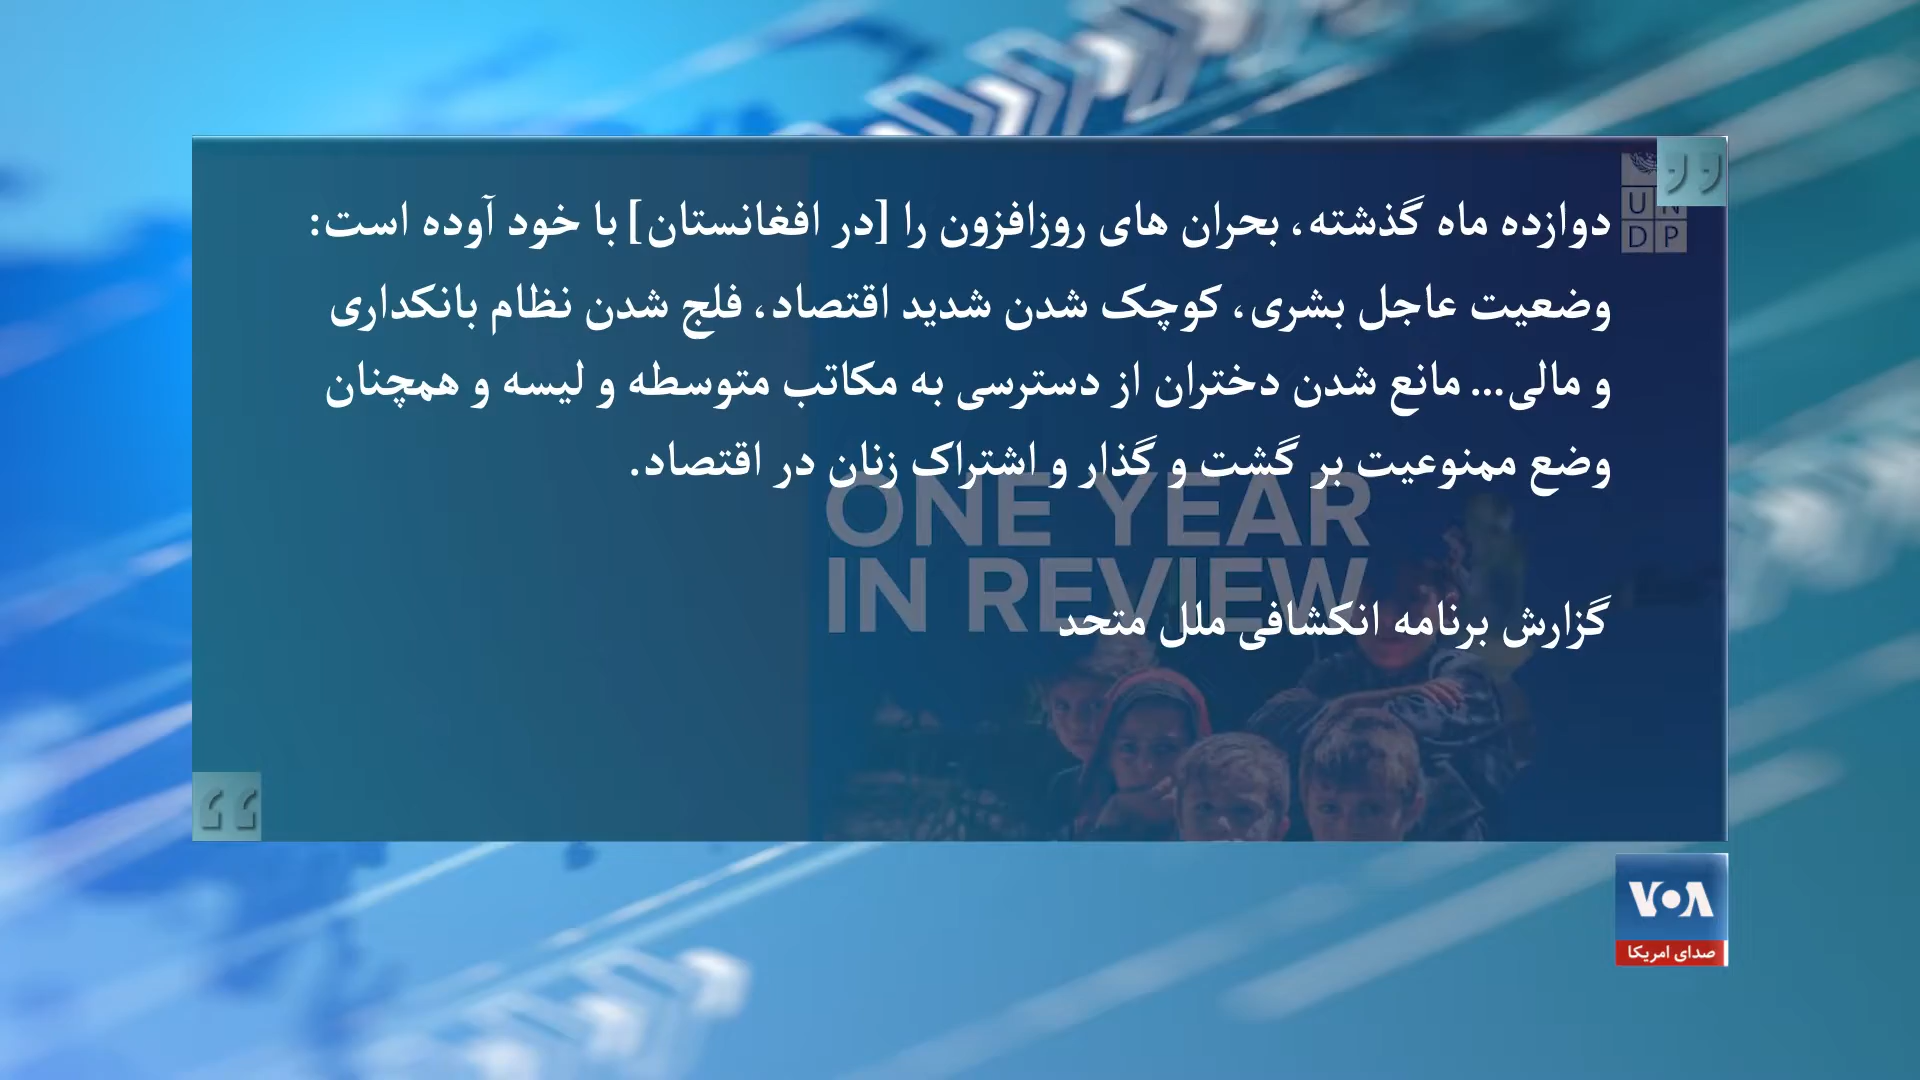 دوازده ماه گذشته، بحران های روزافزون را [در افغانستان] با خود آوده است:
وضعیت عاجل بشری، کوچک شدن شدید اقتصاد، فلج شدن نظام بانکداری
و مالی... مانع شدن دختران از دسترسی به مکاتب متوسطه و لیسه و همچنان
وضع ممنوعیت بر گشت و گذار و اشتراک زنان در اقتصاد.
گزارش برنامه انکشافی ملل متحد
ONE YEAR
IN REVIEW
U N
D P
VOA
صدای امریکا